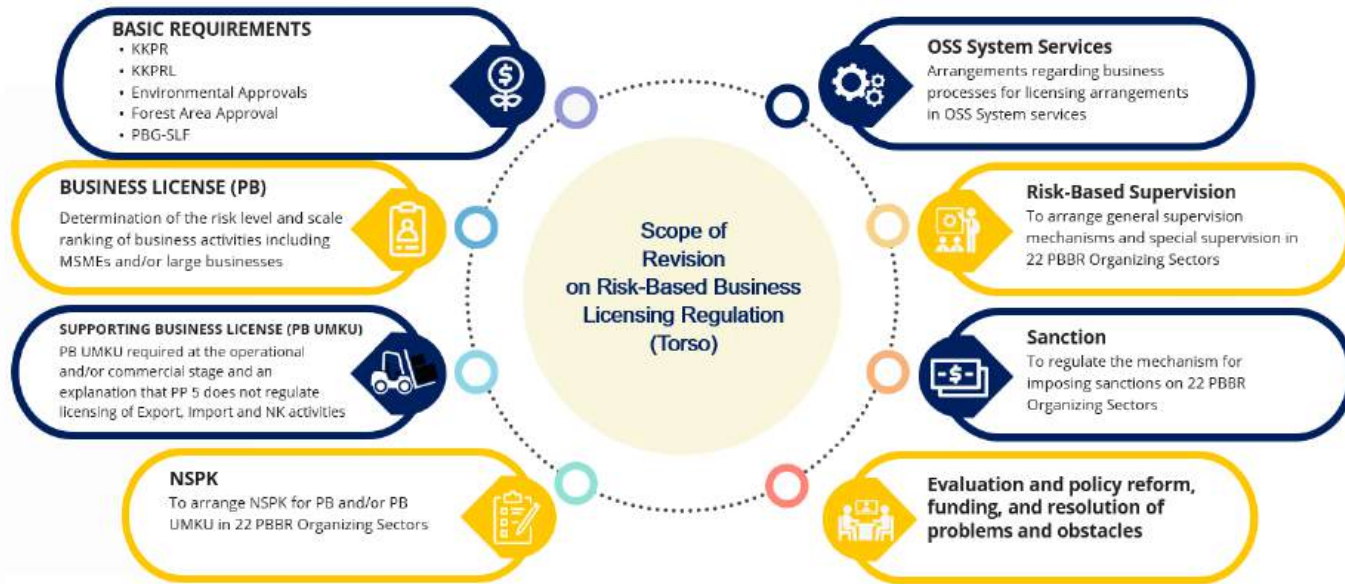 BASIC REQUIREMENTS
• KKPR
• KKPRL
• Environmental Approvals
• Forest Area Approval
• PBG-SLF
BUSINESS LICENSE (PB)
Determination of the risk level and scale
ranking of business activities including
MSMEs and/or large businesses
SUPPORTING BUSINESS LICENSE (PB UMKU)
PB UMKU required at the operational
and/or commercial stage and an
explanation that PP 5 does not regulate
licensing of Export, Import and NK activities
NSPK
To arrange NSPK for PB and/or PB
UMKU in 22 PBBR Organizing Sectors
Scope of
Revision
on Risk-Based Business
Licensing Regulation
(Torso)
OSS System Services
Arrangements regarding business
processes for licensing arrangements
in OSS System services
Risk-Based Supervision
To arrange general supervision
mechanisms and special supervision in
22 PBBR Organizing Sectors
Sanction
To regulate the mechanism for
imposing sanctions on 22 PBBR
Organizing Sectors
Evaluation and policy reform,
funding, and resolution of
problems and obstacles